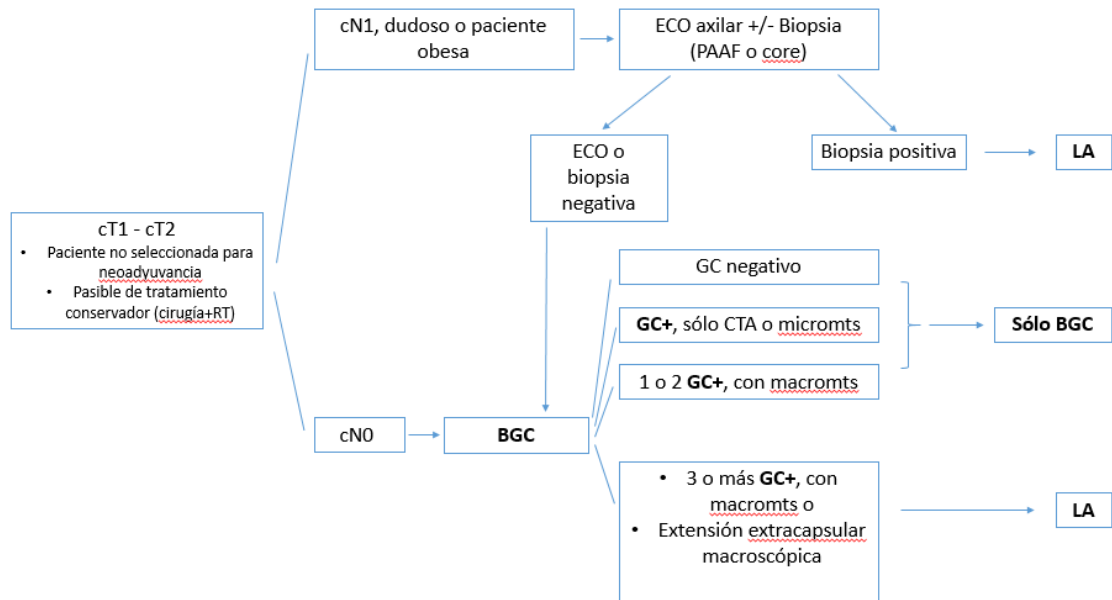 cN1, dudoso o paciente
obesa
ECO axilar +/- Biopsia
(PAAF o core)
ECO o
biopsia
negativa
Biopsia positiva
LA
cT1 - cT2
• Paciente no seleccionada para
neoadyuvancia
• Pasible de tratamiento
conservador (cirugía+RT)
GC negativo
GC+, sólo CTA o micromts
1 o 2 GC+, con macromts
Sólo BGC
cN0
BGC
• 3 o más GC+, con
macromts o
• Extensión extracapsular
macroscópica
LA